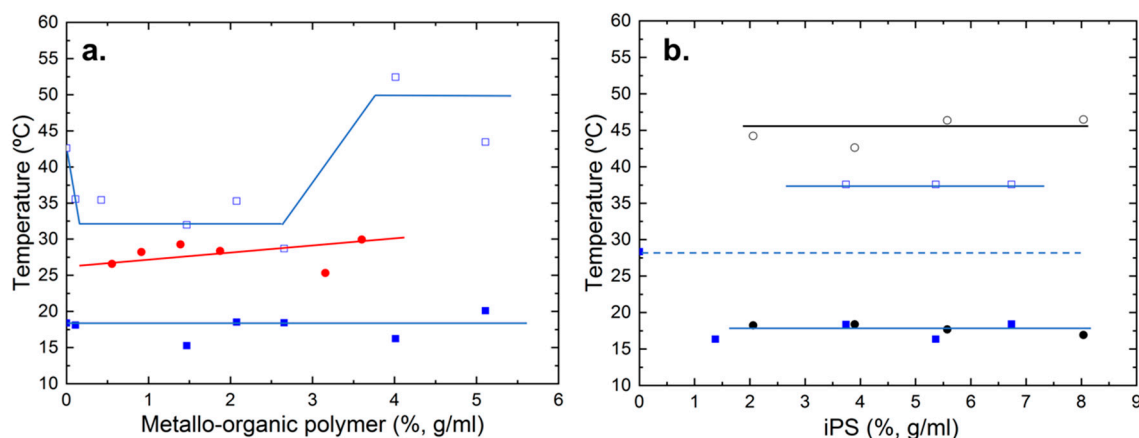 a.
60
55
50
45
40
35
30
25
20
15
10
Temperature (ºC)
0 1 2 3 4 5 6
Metallo-organic polymer (%, g/ml)
b.
60
55
50
45
40
35
30
25
20
15
10
Temperature (ºC)
0 1 2 3 4 5 6 7 8 9
iPS (%, g/ml)